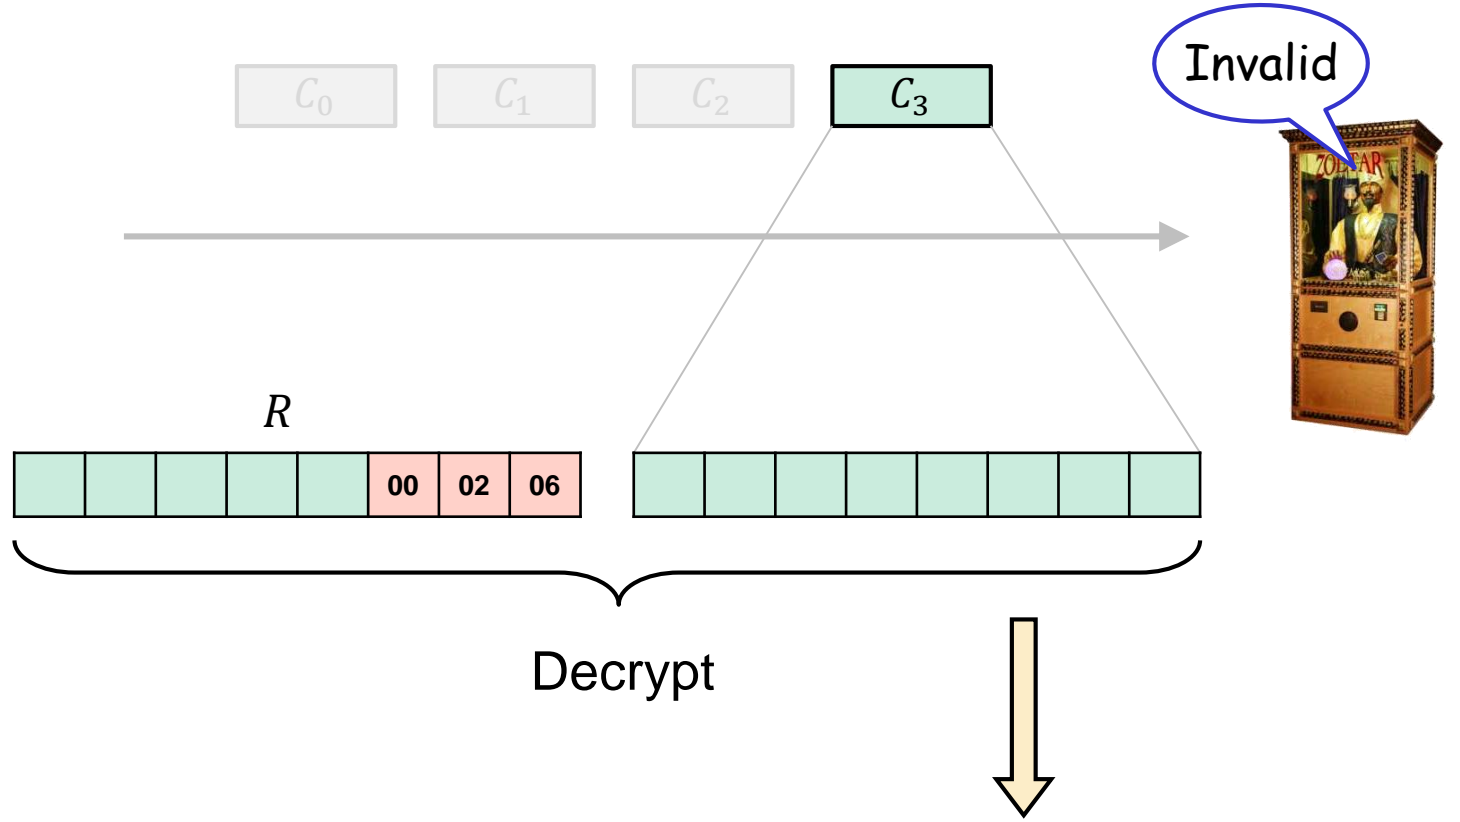 Invalid
C₀ C₁ C₂ C₃
ZOLTAR
R
00 02 06
Decrypt